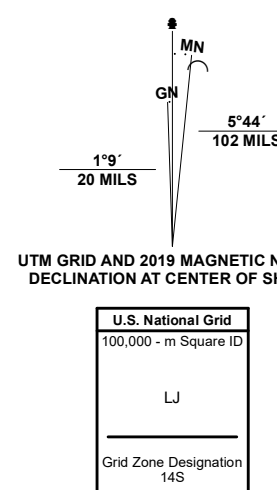 MN
GN
5°44´
102 MILS
1°9´
20 MILS
UTM GRID AND 2019 MAGNETIC N
DECLINATION AT CENTER OF SH
U.S. National Grid
100,000 - m Square ID
LJ
Grid Zone Designation
14S